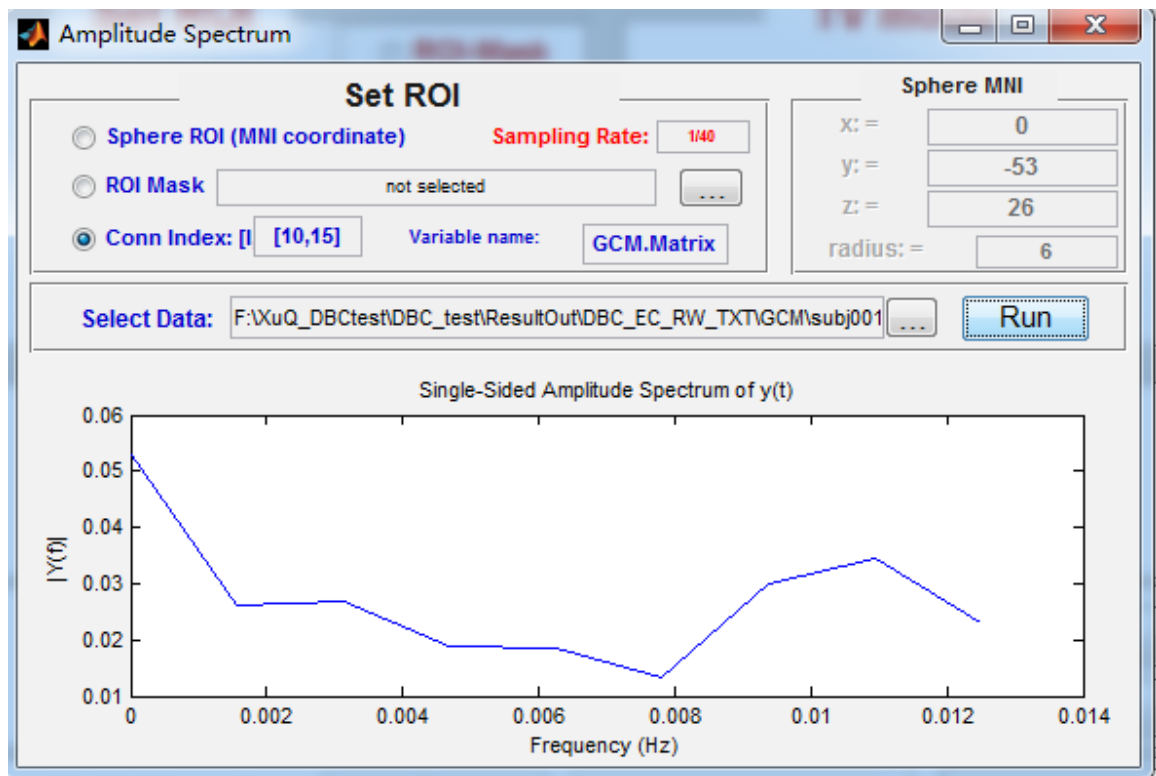 Amplitude Spectrum
Set ROI
Sphere ROI (MNI coordinate) Sampling Rate: 1/40
ROI Mask not selected ...
Conn Index: [I [10,15] Variable name: GCM.Matrix
Sphere MNI
x: = 0
y: = -53
z: = 26
radius: = 6
Select Data: F:\XuQ_DBCtest\DBC_test\ResultOut\DBC_EC_RW_TXT\GCM\subj001 ... Run
Single-Sided Amplitude Spectrum of y(t)
0.06
0.05
0.04
0.03
0.02
0.01
|Y(f)|
0 0.002 0.004 0.006 0.008 0.01 0.012 0.014
Frequency (Hz)